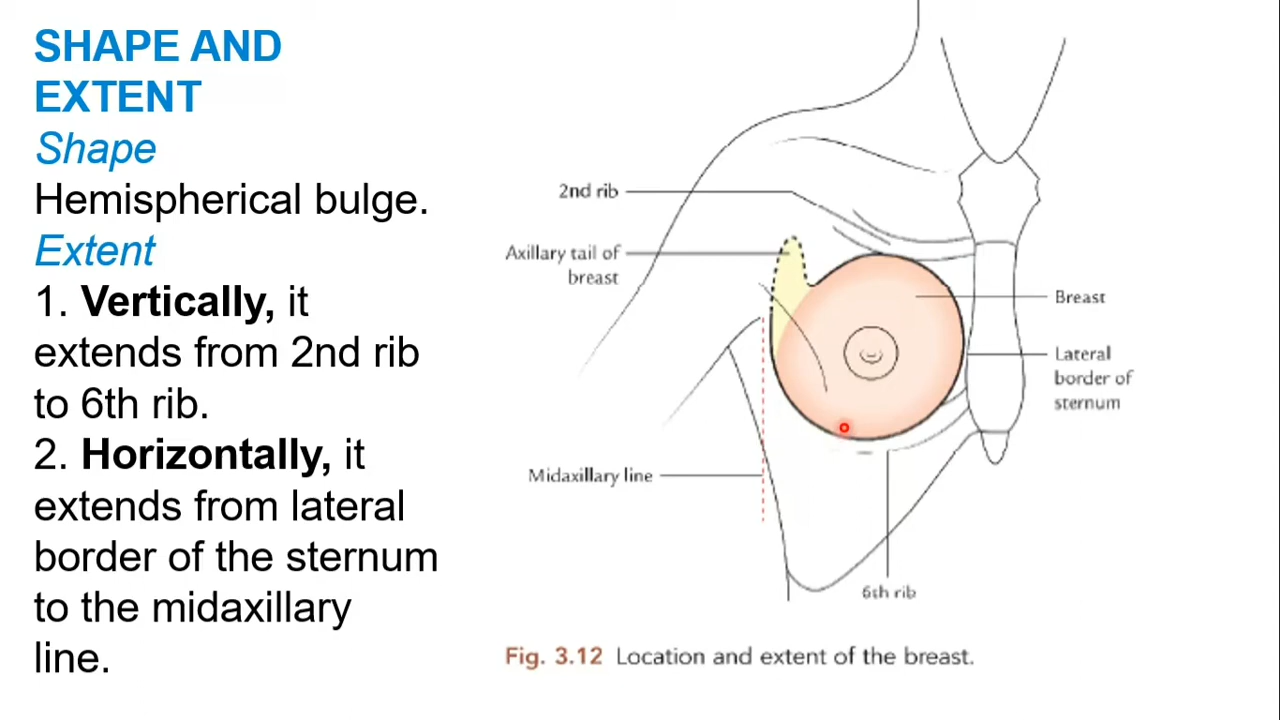 SHAPE AND
EXTENT
Shape
Hemispherical bulge.
Extent
1. Vertically, it
extends from 2nd rib
to 6th rib.
2. Horizontally, it
extends from lateral
border of the sternum
to the midaxillary
line.
2nd rib
Axillary tail of
breast
Breast
Lateral
border of
sternum
Midaxillary line
6th rib
Fig. 3.12 Location and extent of the breast.